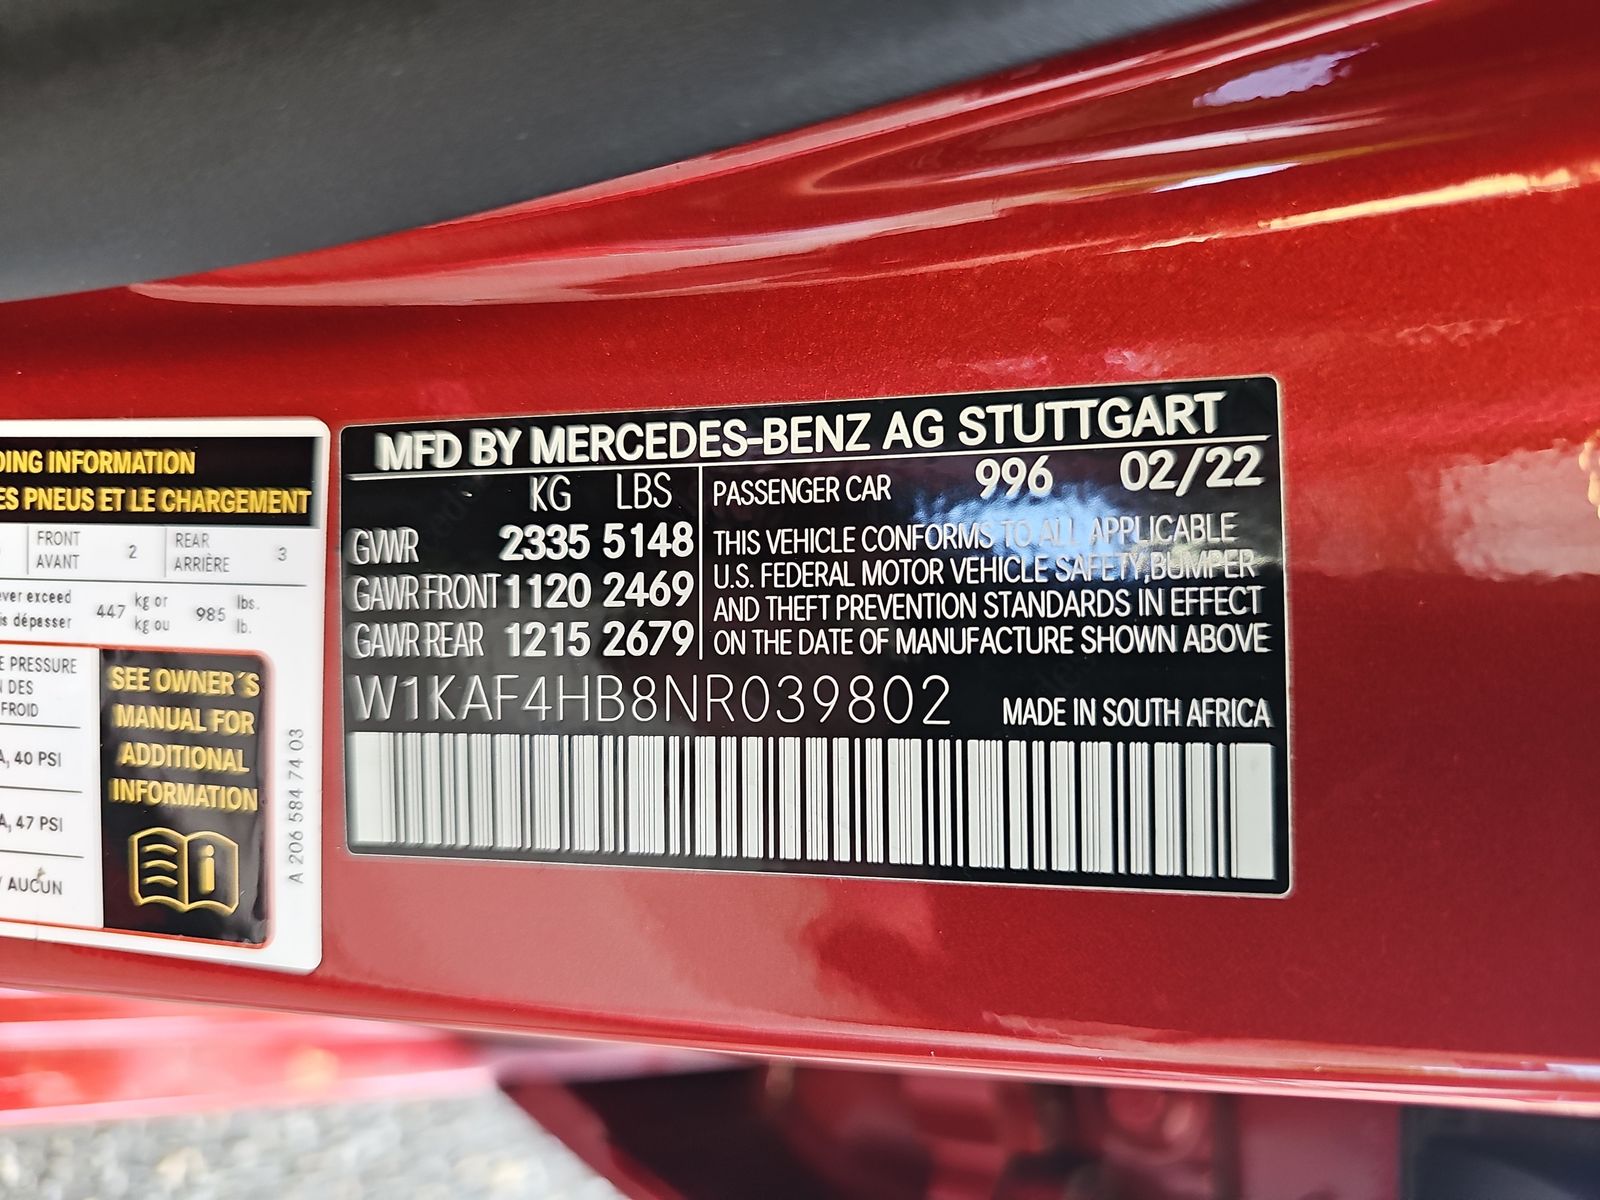 DING INFORMATION
ES PNEUS ET LE CHARGEMENT
FRONT 2 REAR 3
AVANT ARRIÈRE
ever exceed 447 kg or 985 lbs.
is dépasser kg ou lb.
E PRESSURE
DES
FROID
A, 40 PSI
A, 47 PSI
/ AUCUN
SEE OWNER´S
MANUAL FOR
ADDITIONAL
INFORMATION
i
A 206 584 74 03
MFD BY MERCEDES-BENZ AG STUTTGART
KG LBS PASSENGER CAR 996 02/22
GVWR 2335 5148
GAWR FRONT 1120 2469
GAWR REAR 1215 2679
THIS VEHICLE CONFORMS TO ALL APPLICABLE
U.S. FEDERAL MOTOR VEHICLE SAFETY,BUMPER
AND THEFT PREVENTION STANDARDS IN EFFECT
ON THE DATE OF MANUFACTURE SHOWN ABOVE
W1KAF4HB8NR039802 MADE IN SOUTH AFRICA